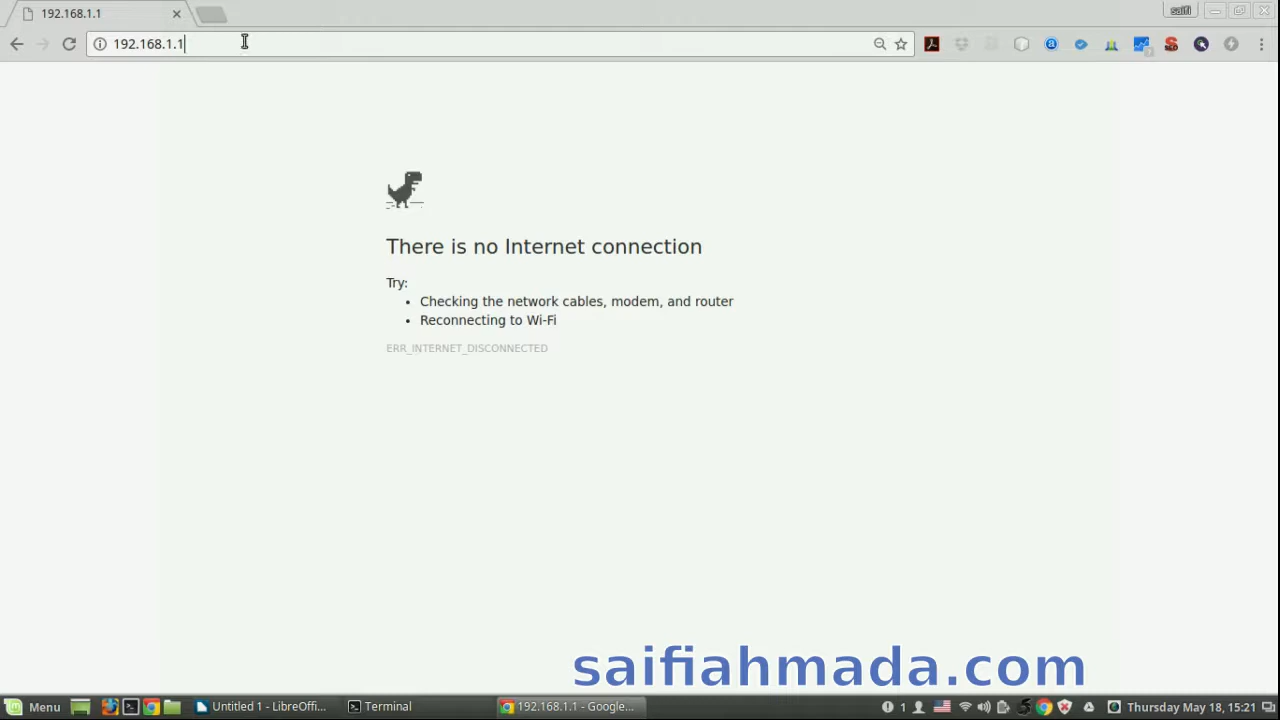 192.168.1.1
saifi
192.168.1.1
There is no Internet connection
Try:
• Checking the network cables, modem, and router
• Reconnecting to Wi-Fi
ERR_INTERNET_DISCONNECTED
saifiahmada.com
Menu
Untitled 1 - LibreOffi...
Terminal
192.168.1.1 - Google...
1
Thursday May 18, 15:21